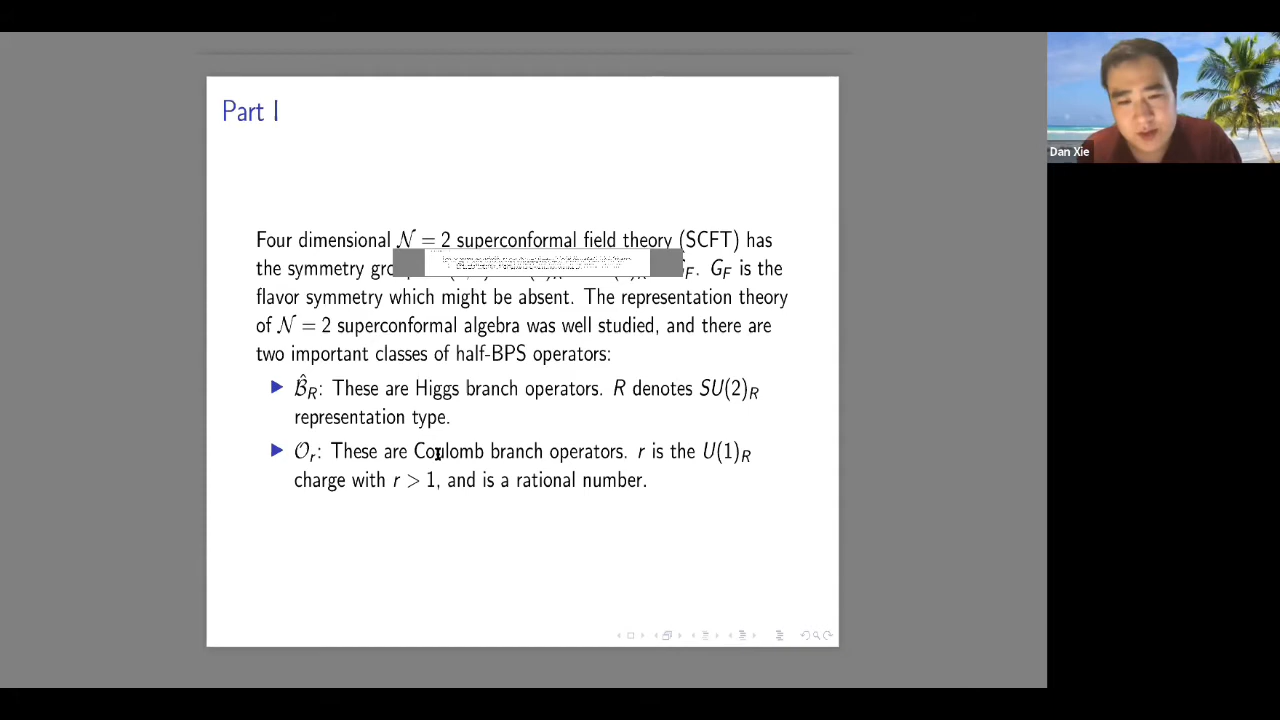 Part I
Dan Xie
Four dimensional 𝒩 = 2 superconformal field theory (SCFT) has
the symmetry G_F. G_F is the
flavor symmetry which might be absent. The representation theory
of 𝒩 = 2 superconformal algebra was well studied, and there are
two important classes of half-BPS operators:
▶ B̂_R: These are Higgs branch operators. R denotes SU(2)_R
representation type.
▶ 𝒪_r: These are Coulomb branch operators. r is the U(1)_R
charge with r > 1, and is a rational number.